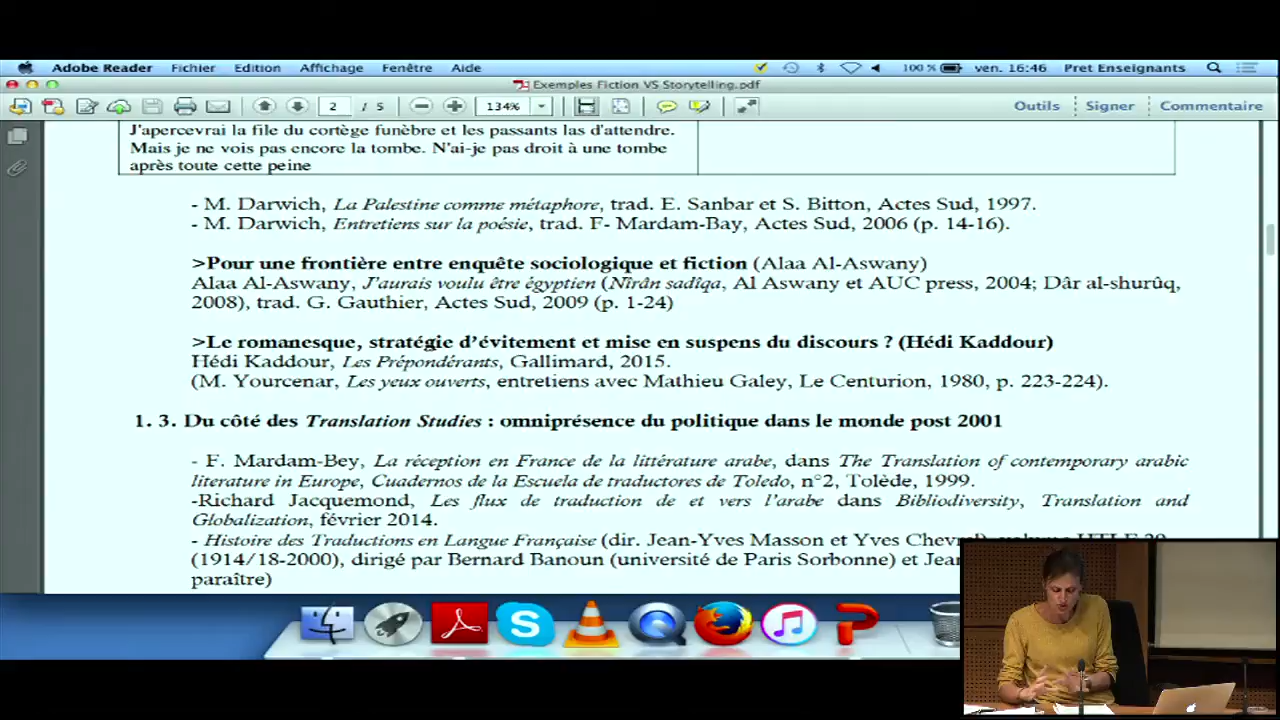 Adobe Reader Fichier Edition Affichage Fenêtre Aide 100 % ven. 16:46 Pret Enseignants
Exemples Fiction VS Storytelling.pdf
2 / 5 134% Outils Signer Commentaire
J'apercevrai la file du cortège funèbre et les passants las d'attendre.
Mais je ne vois pas encore la tombe. N'ai-je pas droit à une tombe
après toute cette peine
- M. Darwich, La Palestine comme métaphore, trad. E. Sanbar et S. Bitton, Actes Sud, 1997.
- M. Darwich, Entretiens sur la poésie, trad. F- Mardam-Bay, Actes Sud, 2006 (p. 14-16).
>Pour une frontière entre enquête sociologique et fiction (Alaa Al-Aswany)
Alaa Al-Aswany, J'aurais voulu être égyptien (Nîrân sadîqa, Al Aswany et AUC press, 2004; Dâr al-shurûq,
2008), trad. G. Gauthier, Actes Sud, 2009 (p. 1-24)
>Le romanesque, stratégie d'évitement et mise en suspens du discours ? (Hédi Kaddour)
Hédi Kaddour, Les Prépondérants, Gallimard, 2015.
(M. Yourcenar, Les yeux ouverts, entretiens avec Mathieu Galey, Le Centurion, 1980, p. 223-224).
1. 3. Du côté des Translation Studies : omniprésence du politique dans le monde post 2001
- F. Mardam-Bey, La réception en France de la littérature arabe, dans The Translation of contemporary arabic
literature in Europe, Cuadernos de la Escuela de traductores de Toledo, n°2, Tolède, 1999.
-Richard Jacquemond, Les flux de traduction de et vers l'arabe dans Bibliodiversity, Translation and
Globalization, février 2014.
- Histoire des Traductions en Langue Française (dir. Jean-Yves Masson et Yves
(1914/18-2000), dirigé par Bernard Banoun (université de Paris Sorbonne) et
paraître)